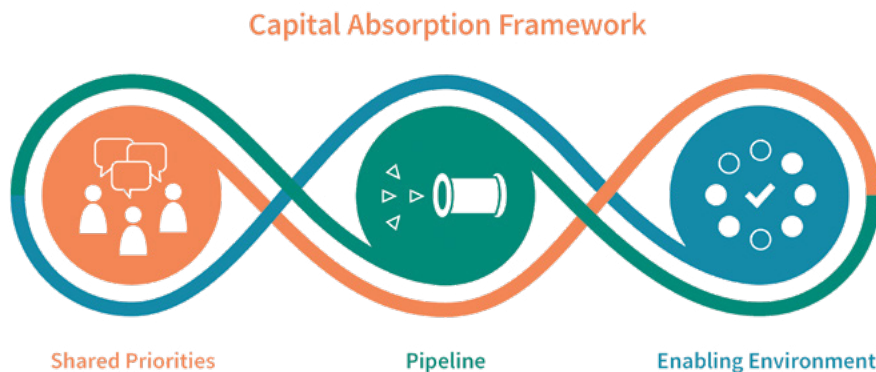 Capital Absorption Framework
Shared Priorities
Pipeline
Enabling Environment